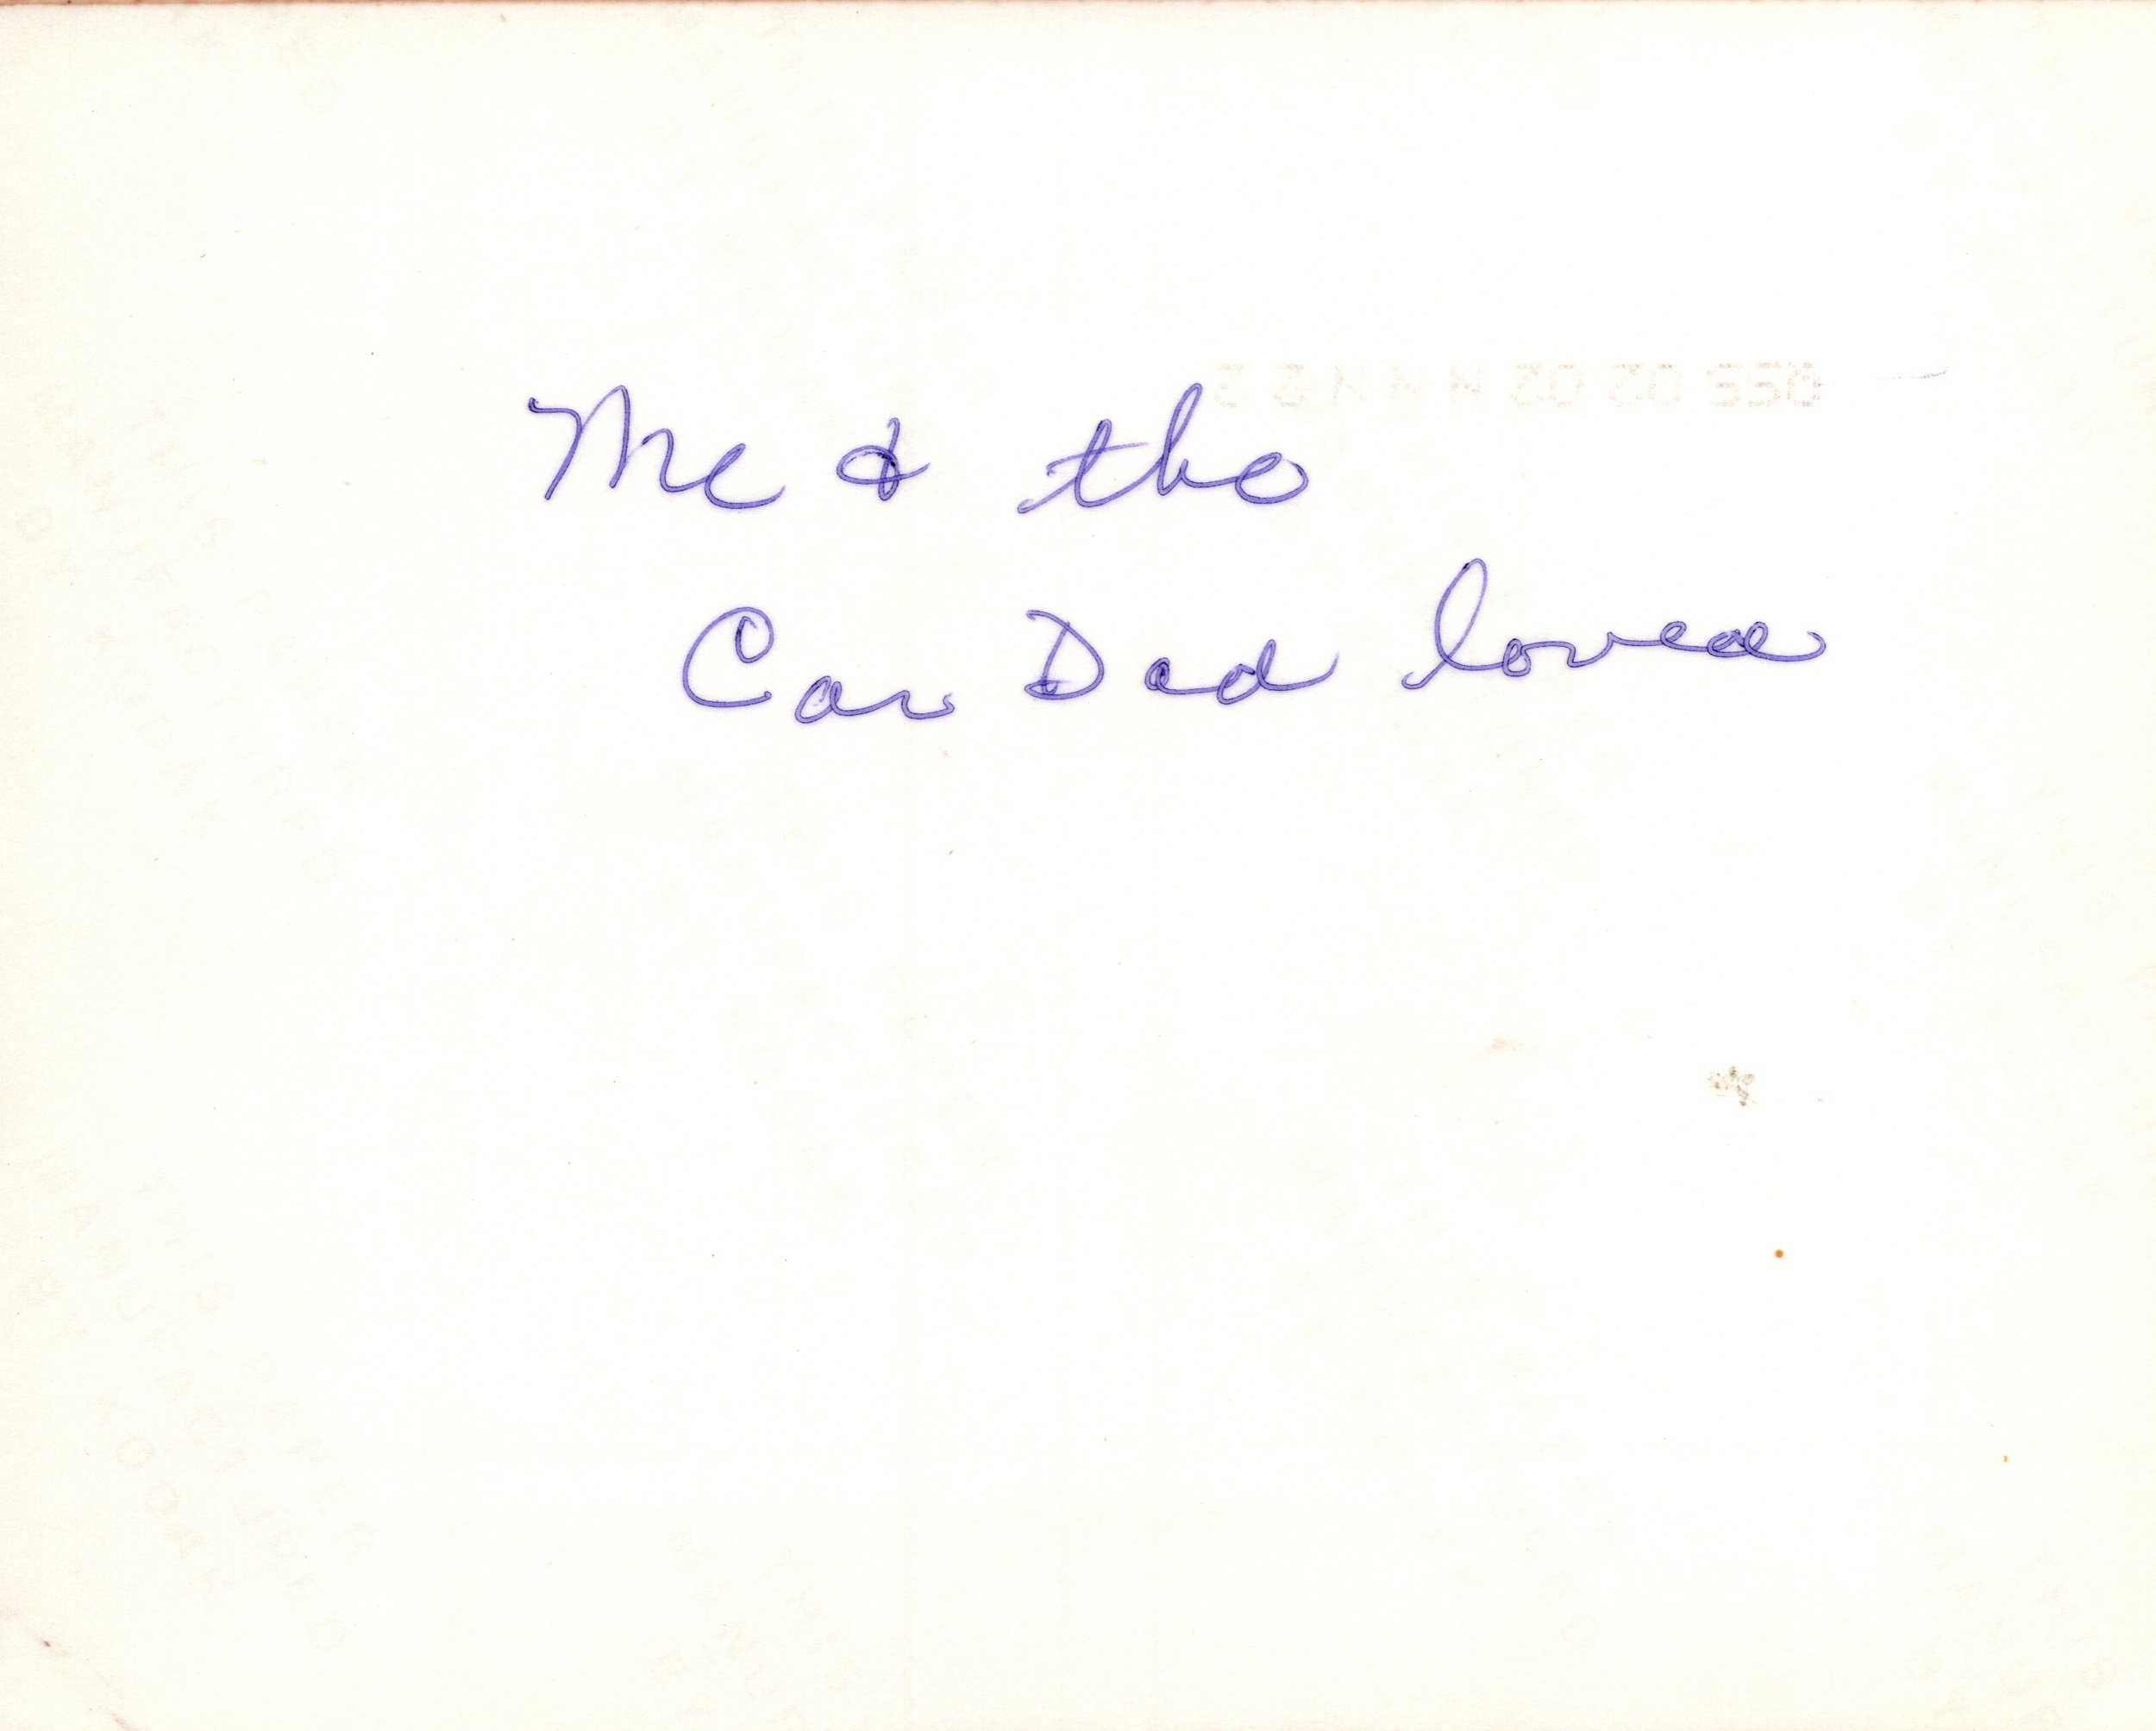 Me & the
Car Dad loved